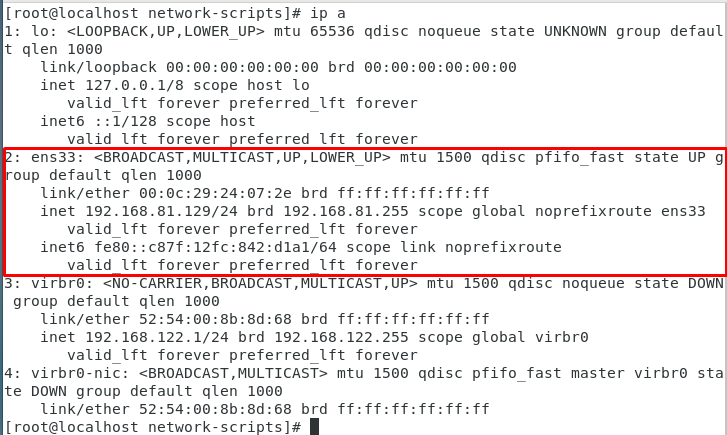 [root@localhost network-scripts]# ip a
1: lo: <LOOPBACK,UP,LOWER_UP> mtu 65536 qdisc noqueue state UNKNOWN group defaul
t qlen 1000
    link/loopback 00:00:00:00:00:00 brd 00:00:00:00:00:00
    inet 127.0.0.1/8 scope host lo
       valid_lft forever preferred_lft forever
    inet6 ::1/128 scope host
       valid_lft forever preferred_lft forever
2: ens33: <BROADCAST,MULTICAST,UP,LOWER_UP> mtu 1500 qdisc pfifo_fast state UP g
roup default qlen 1000
    link/ether 00:0c:29:24:07:2e brd ff:ff:ff:ff:ff:ff
    inet 192.168.81.129/24 brd 192.168.81.255 scope global noprefixroute ens33
       valid_lft forever preferred_lft forever
    inet6 fe80::c87f:12fc:842:d1a1/64 scope link noprefixroute
       valid_lft forever preferred_lft forever
3: virbr0: <NO-CARRIER,BROADCAST,MULTICAST,UP> mtu 1500 qdisc noqueue state DOWN
 group default qlen 1000
    link/ether 52:54:00:8b:8d:68 brd ff:ff:ff:ff:ff:ff
    inet 192.168.122.1/24 brd 192.168.122.255 scope global virbr0
       valid_lft forever preferred_lft forever
4: virbr0-nic: <BROADCAST,MULTICAST> mtu 1500 qdisc pfifo_fast master virbr0 sta
te DOWN group default qlen 1000
    link/ether 52:54:00:8b:8d:68 brd ff:ff:ff:ff:ff:ff
[root@localhost network-scripts]#